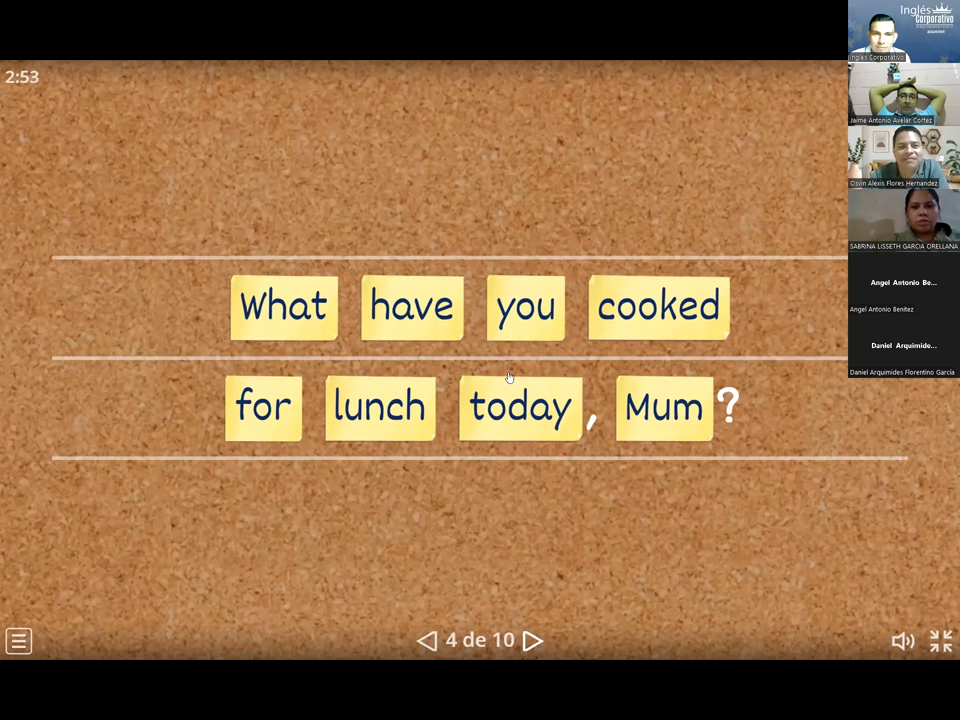 2:53
What have you cooked
for lunch today, Mum?
4 de 10
Inglés
Corporativo
Inglés Corporativo
Jaime Antonio Avelar Cortez
Osvin Alexis Flores Hernandez
SABRINA LISSETH GARCIA ORELLANA
Angel Antonio Be...
Angel Antonio Benitez
Daniel Arquimide...
Daniel Arquimides Florentino García